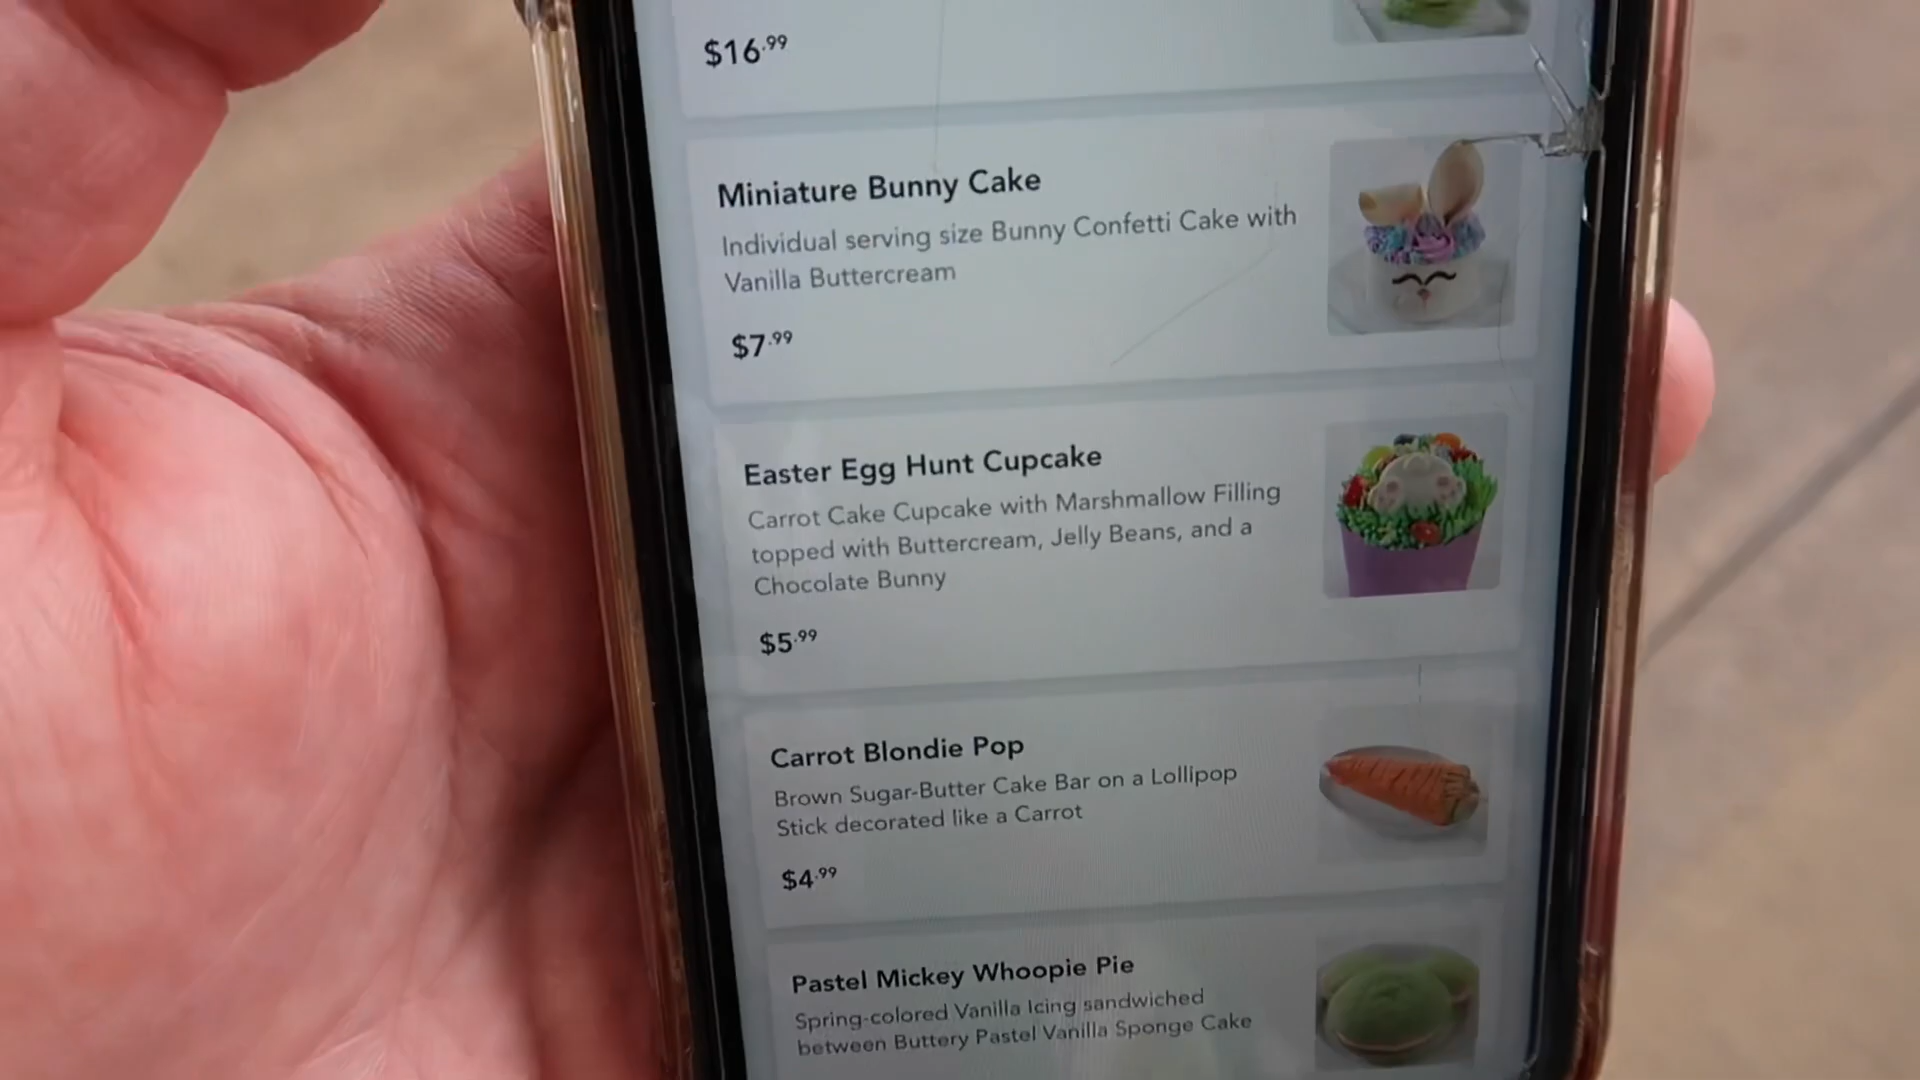 $16.99
Miniature Bunny Cake
Individual serving size Bunny Confetti Cake with
Vanilla Buttercream
$7.99
Easter Egg Hunt Cupcake
Carrot Cake Cupcake with Marshmallow Filling
topped with Buttercream, Jelly Beans, and a
Chocolate Bunny
$5.99
Carrot Blondie Pop
Brown Sugar-Butter Cake Bar on a Lollipop
Stick decorated like a Carrot
$4.99
Pastel Mickey Whoopie Pie
Spring-colored Vanilla Icing sandwiched
between Buttery Pastel Vanilla Sponge Cake